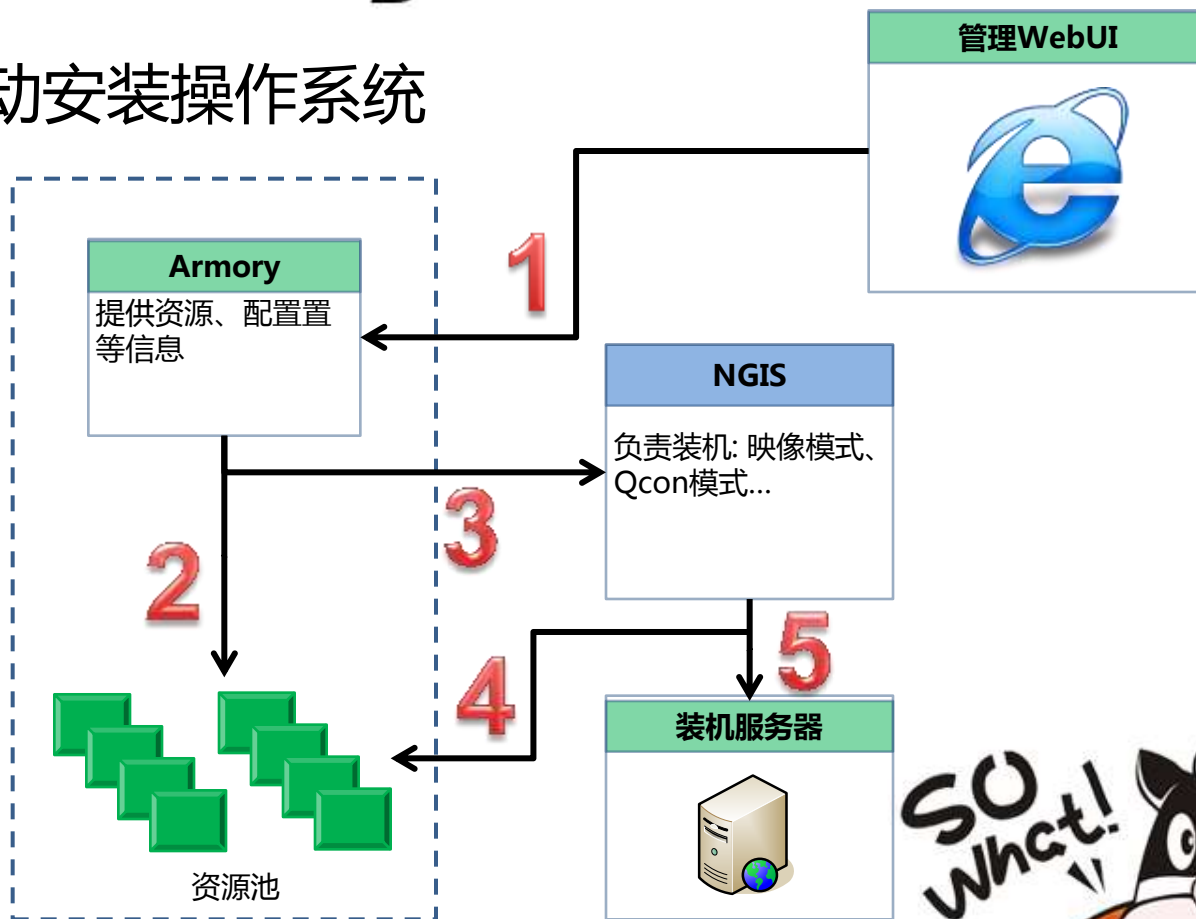 动安装操作系统
管理WebUI
1
Armory
提供资源、配置置
等信息
NGIS
负责装机: 映像模式、
Qcon模式...
3
2
5
4
装机服务器
资源池
SO
What!